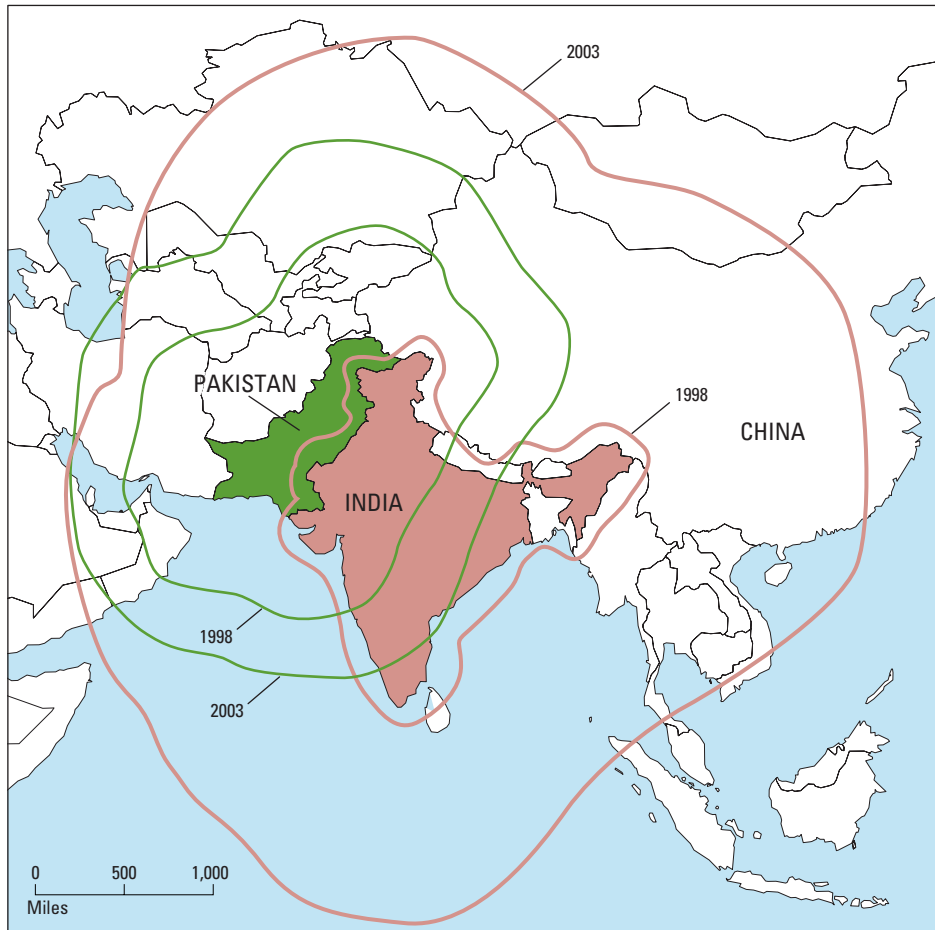 2003
PAKISTAN
1998
CHINA
INDIA
1998
2003
0 500 1,000
Miles